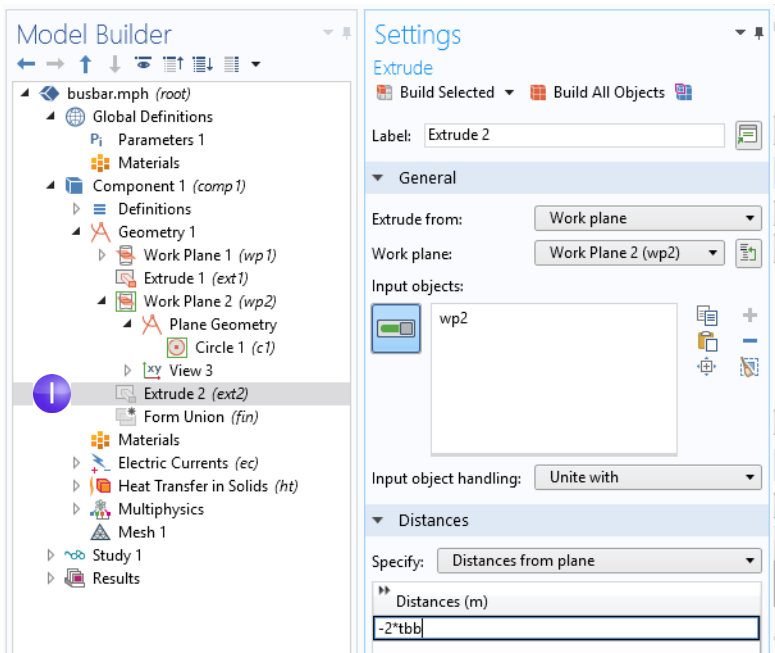 Model Builder
busbar.mph (root)
Global Definitions
Pi Parameters 1
Materials
Component 1 (comp1)
Definitions
Geometry 1
Work Plane 1 (wp1)
Extrude 1 (ext1)
Work Plane 2 (wp2)
Plane Geometry
Circle 1 (c1)
xy View 3
I Extrude 2 (ext2)
Form Union (fin)
Materials
Electric Currents (ec)
Heat Transfer in Solids (ht)
Multiphysics
Mesh 1
Study 1
Results
Settings
Extrude
Build Selected Build All Objects
Label: Extrude 2
General
Extrude from: Work plane
Work plane: Work Plane 2 (wp2)
Input objects:
wp2
Input object handling: Unite with
Distances
Specify: Distances from plane
Distances (m)
-2*tbb